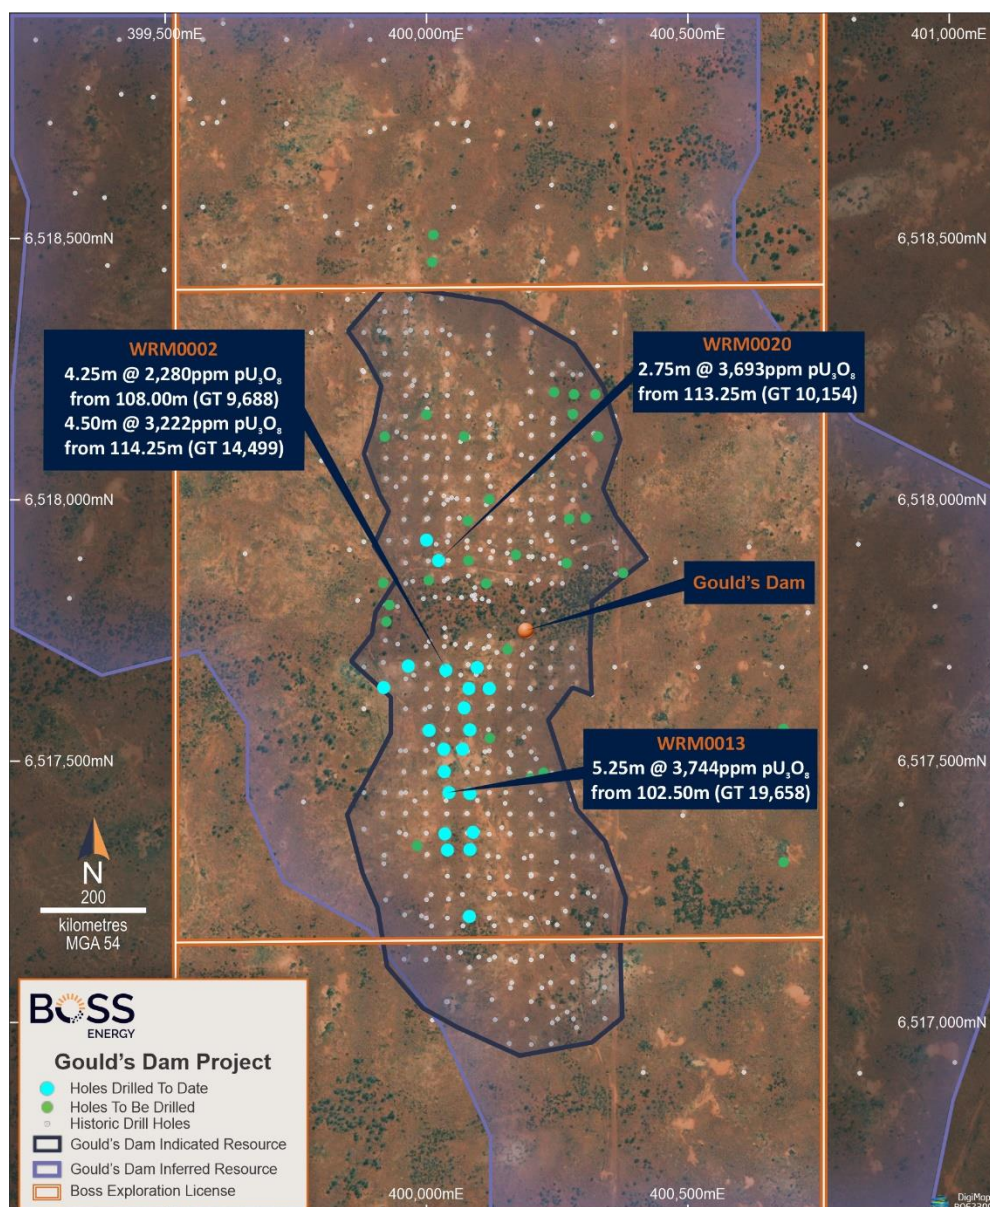 399,500mE
400,000mE
400,500mE
401,000mE
6,518,500mN
6,518,500mN
WRM0002
4.25m @ 2,280ppm pU₃O₈
from 108.00m (GT 9,688)
4.50m @ 3,222ppm pU₃O₈
from 114.25m (GT 14,499)
WRM0020
2.75m @ 3,693ppm pU₃O₈
from 113.25m (GT 10,154)
6,518,000mN
6,518,000mN
Gould's Dam
6,517,500mN
6,517,500mN
WRM0013
5.25m @ 3,744ppm pU₃O₈
from 102.50m (GT 19,658)
N
200
kilometres
MGA 54
6,517,000mN
BOSS
ENERGY
Gould's Dam Project
Holes Drilled To Date
Holes To Be Drilled
Historic Drill Holes
Gould's Dam Indicated Resource
Gould's Dam Inferred Resource
Boss Exploration License
400,000mE
400,500mE
DigiMap